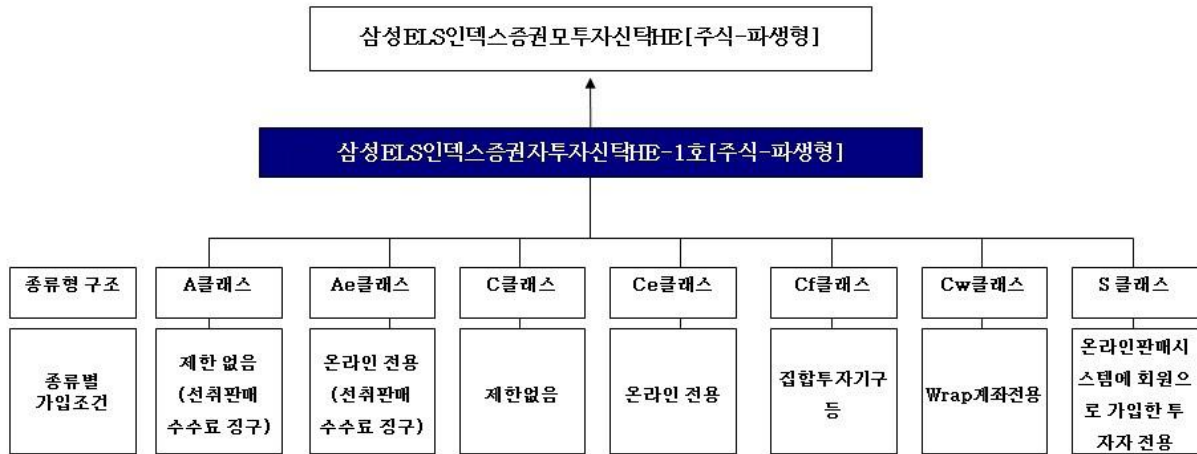 삼성ELS인덱스증권모투자신탁HE[주식-파생형]
삼성ELS인덱스증권자투자신탁HE-1호[주식-파생형]
종류형 구조
A클래스
Ae클래스
C클래스
Ce클래스
Cf클래스
Cw클래스
S 클래스
종류별
가입조건
제한 없음
(선취판매
수수료 징구)
온라인 전용
(선취판매
수수료 징구)
제한없음
온라인 전용
집합투자기구
등
Wrap계좌전용
온라인판매시
스템에 회원으
로 가입한 투
자자 전용